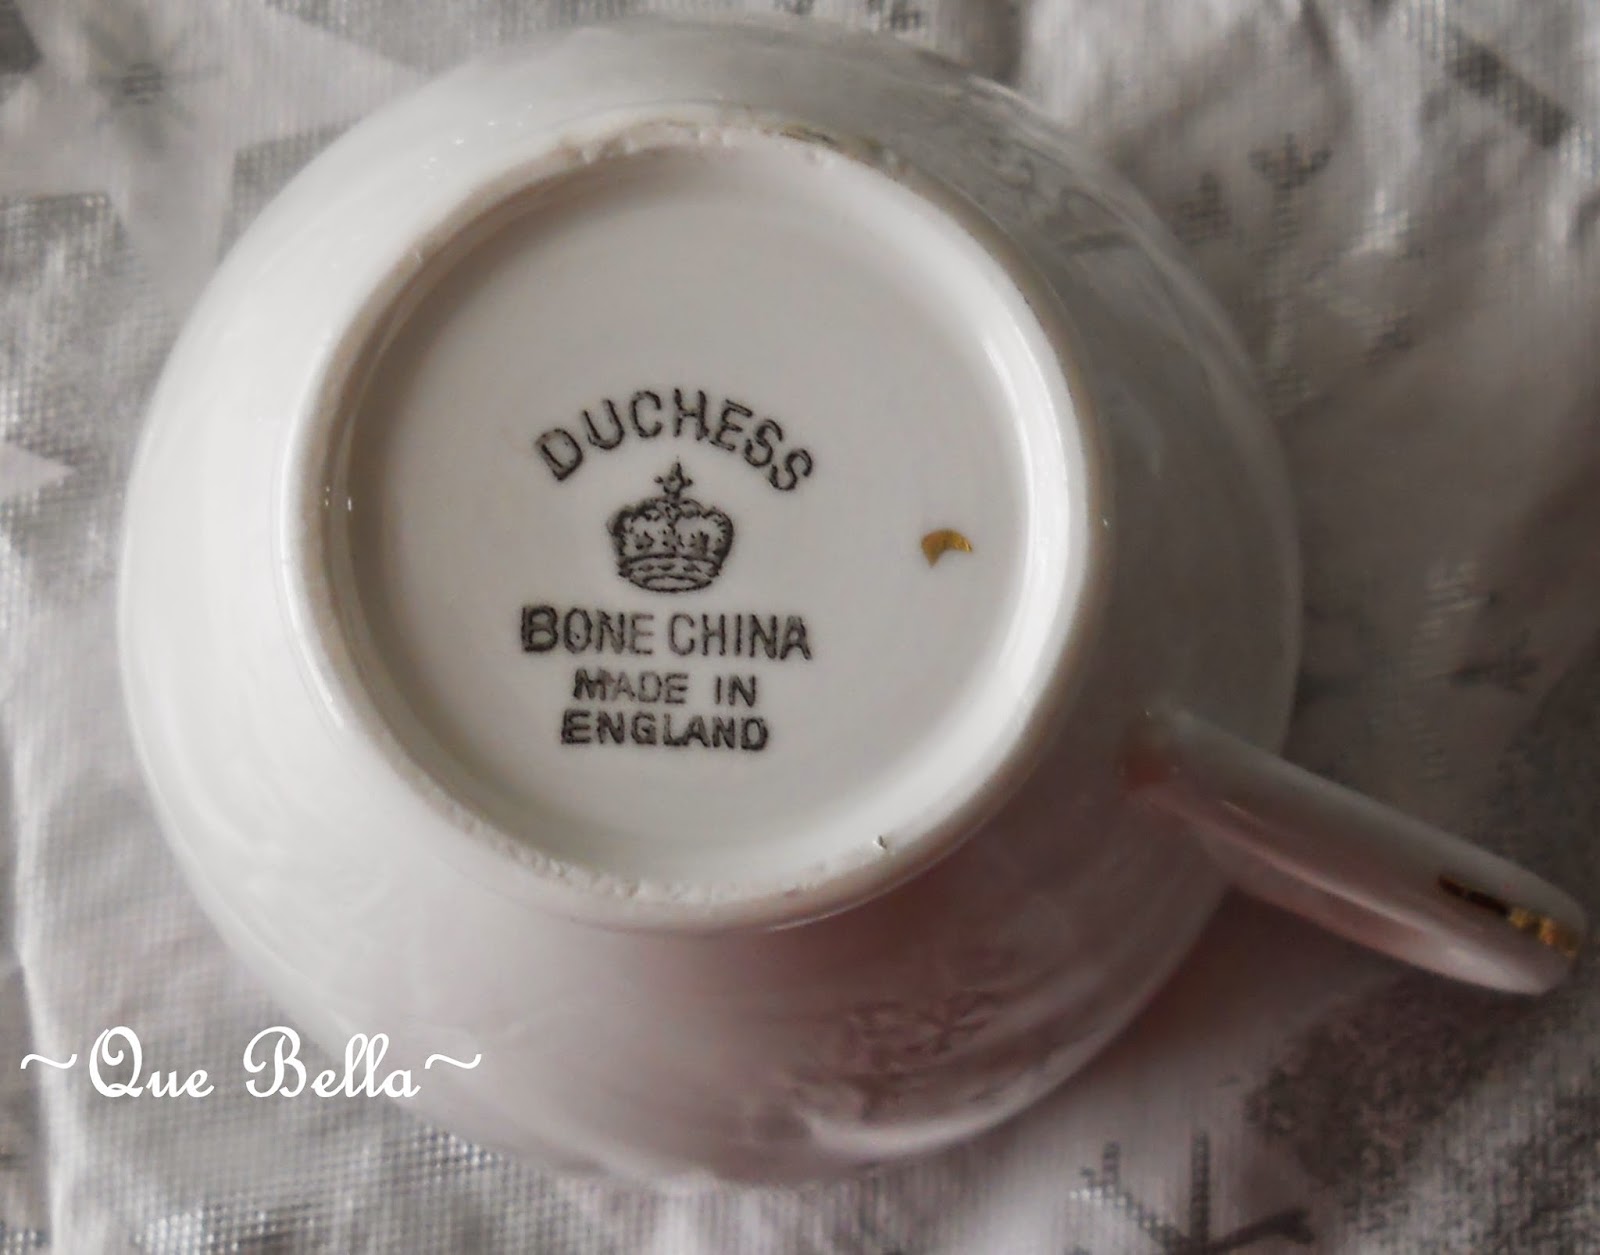 DUCHESS
BONE CHINA
MADE IN
ENGLAND
~Que Bella~